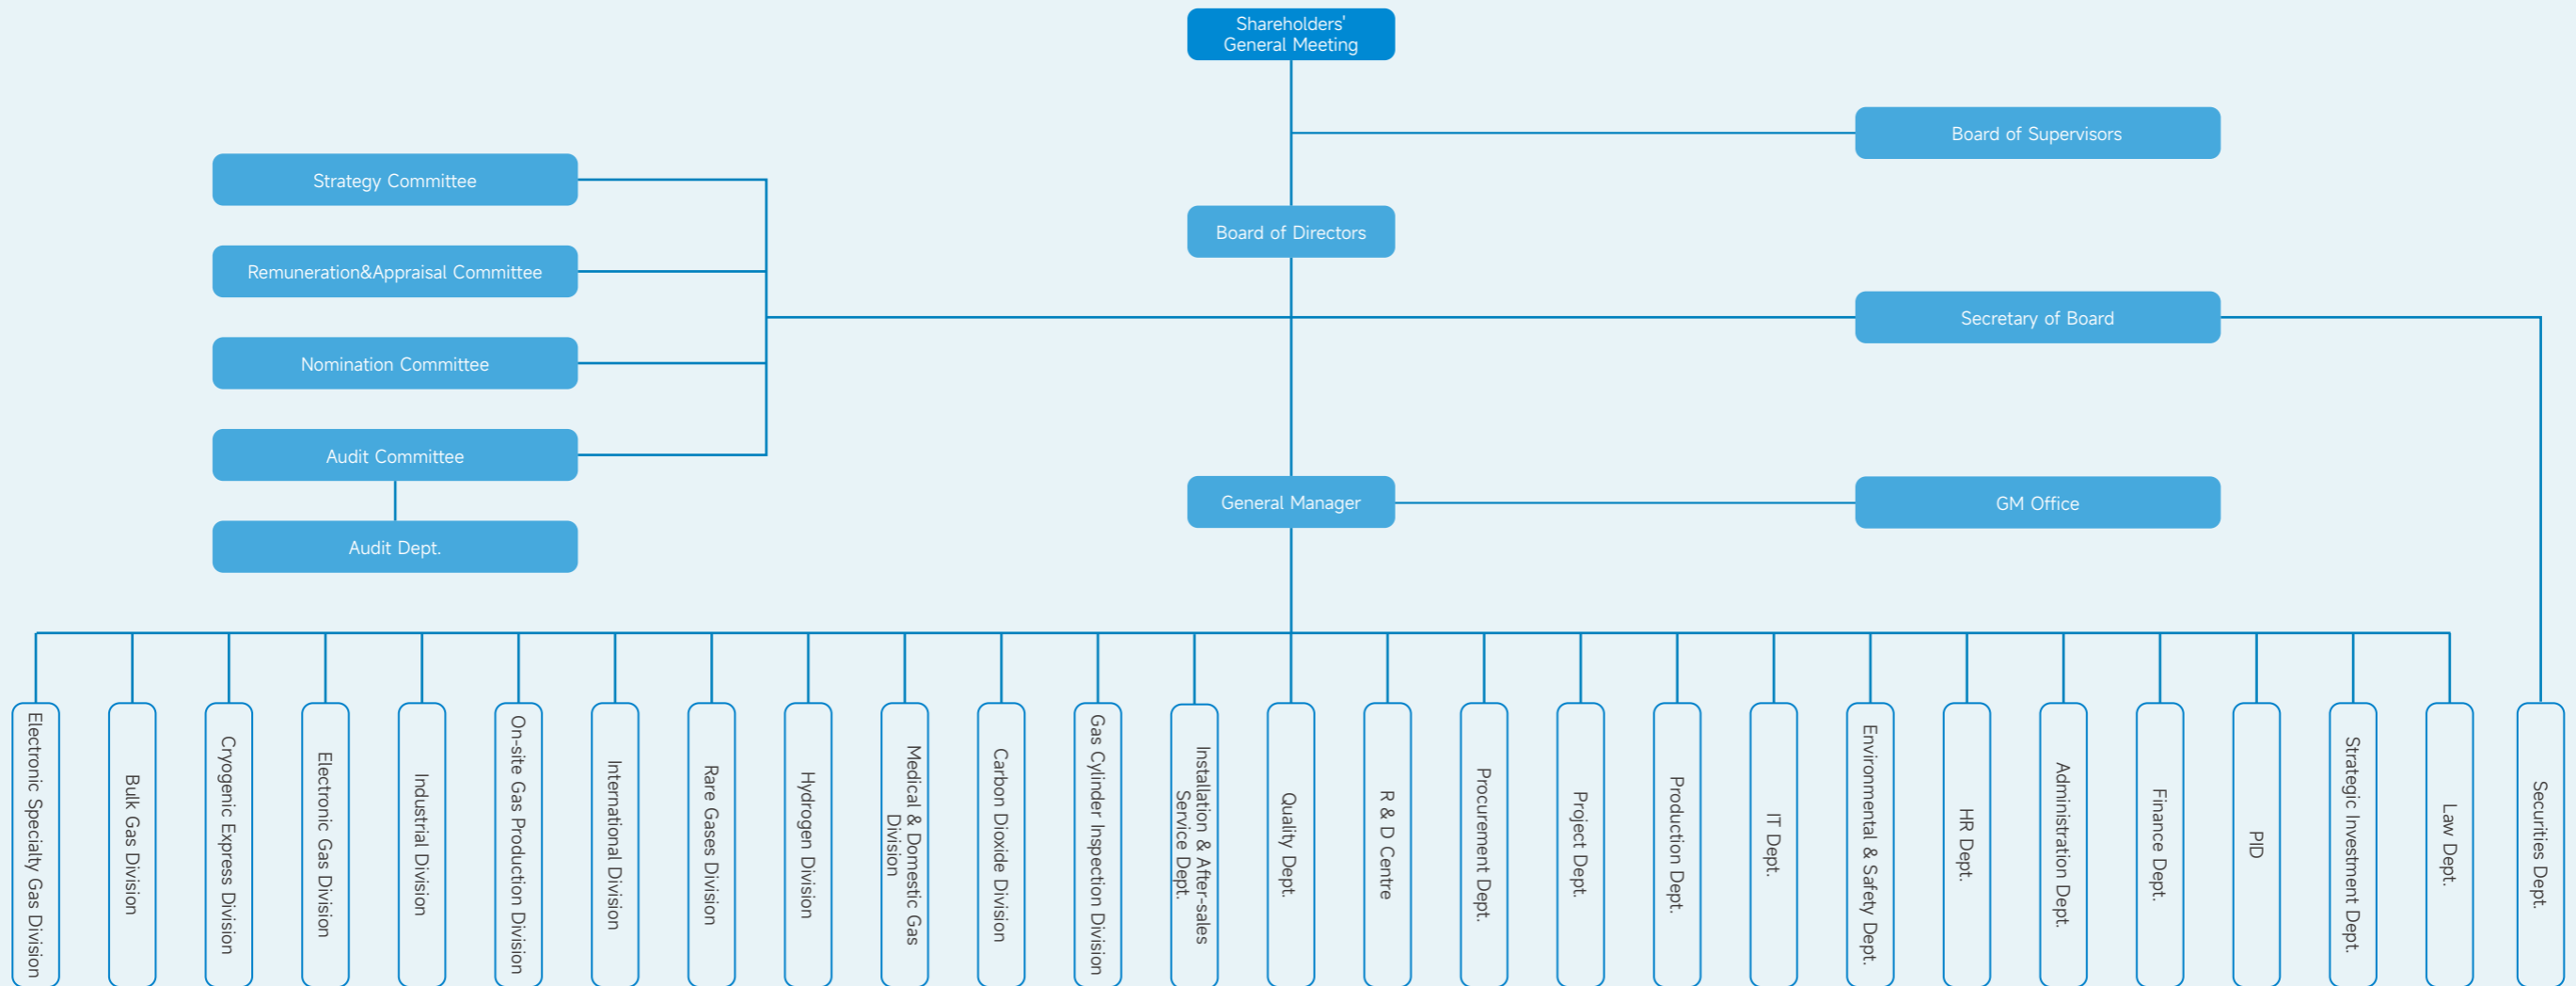 Shareholders'
General Meeting
Board of Supervisors
Strategy Committee
Board of Directors
Remuneration&Appraisal Committee
Secretary of Board
Nomination Committee
Audit Committee
General Manager
GM Office
Audit Dept.
Electronic Specialty Gas Division
Bulk Gas Division
Cryogenic Express Division
Electronic Gas Division
Industrial Division
On-site Gas Production Division
International Division
Rare Gases Division
Hydrogen Division
Medical & Domestic Gas
Division
Carbon Dioxide Division
Gas Cylinder Inspection Division
Installation & After-sales
Service Dept.
Quality Dept.
R & D Centre
Procurement Dept.
Project Dept.
Production Dept.
IT Dept.
Environmental & Safety Dept.
HR Dept.
Administration Dept.
Finance Dept.
PID
Strategic Investment Dept.
Law Dept.
Securities Dept.